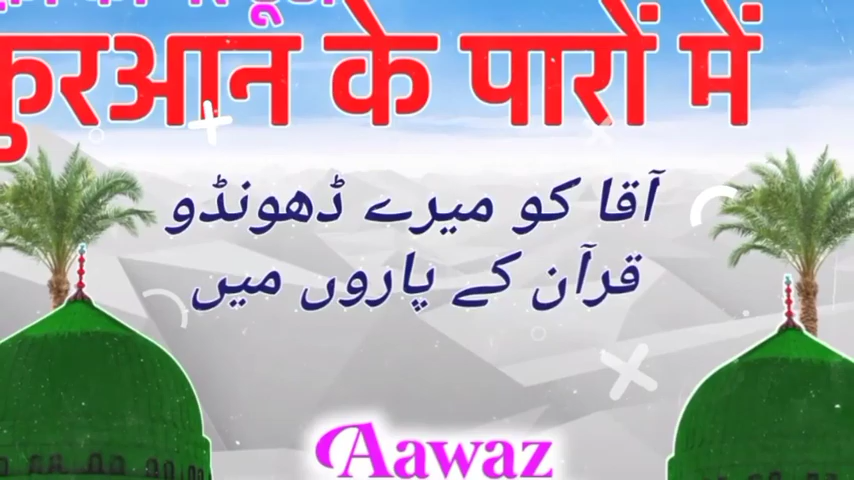 कुरआन के पारों में
آقا کو میرے ڈھونڈو
قرآن کے پاروں میں
Aawaz